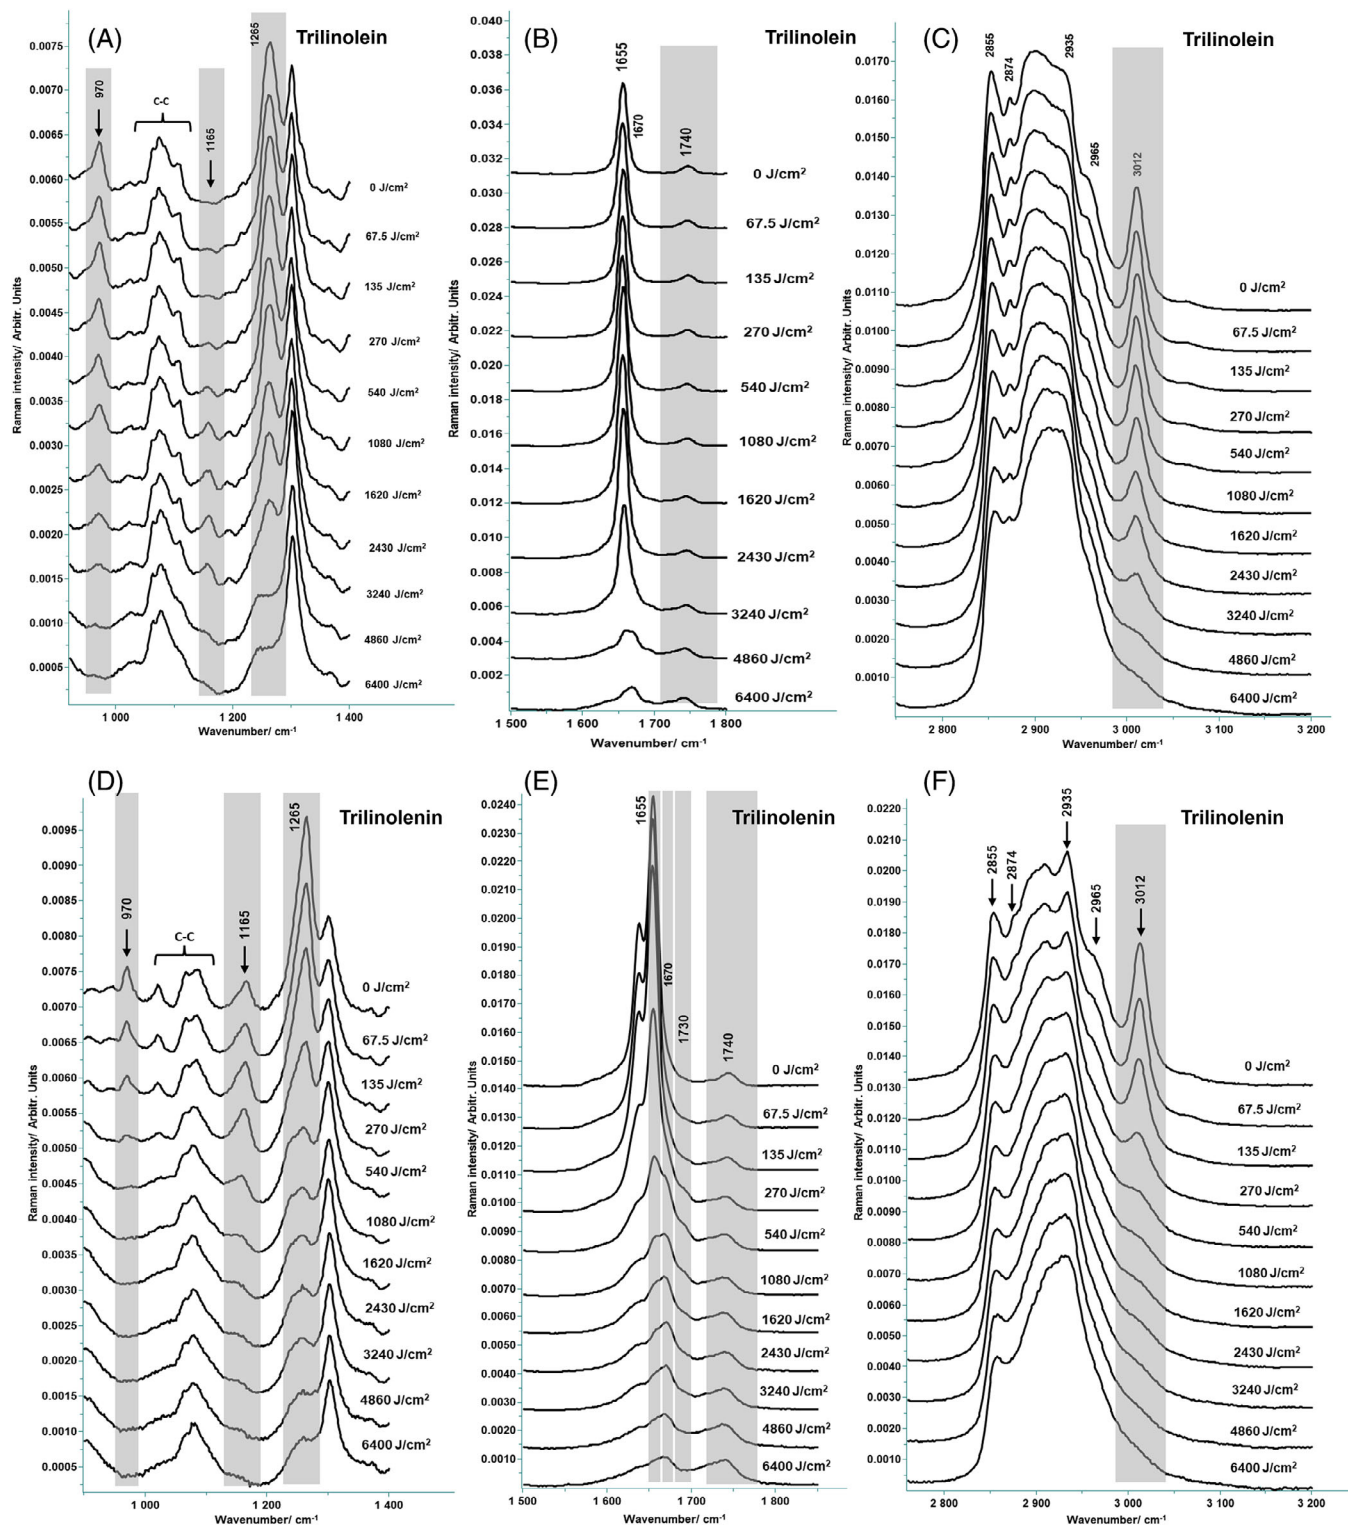 (A)
Trilinolein
1265
970
C-C
1165
0.0075
0.0070
0.0065
0.0060
0.0055
0.0050
0.0045
0.0040
0.0035
0.0030
0.0025
0.0020
0.0015
0.0010
0.0005
Raman intensity/ Arbitr. Units
0 J/cm²
67.5 J/cm²
135 J/cm²
270 J/cm²
540 J/cm²
1080 J/cm²
1620 J/cm²
2430 J/cm²
3240 J/cm²
4860 J/cm²
6400 J/cm²
1 000 1 200 1 400
Wavenumber/ cm⁻¹
(B)
Trilinolein
1655
1670
1740
0.040
0.038
0.036
0.034
0.032
0.030
0.028
0.026
0.024
0.022
0.020
0.018
0.016
0.014
0.012
0.010
0.008
0.006
0.004
0.002
Raman intensity/ Arbitr. Units
0 J/cm²
67.5 J/cm²
135 J/cm²
270 J/cm²
540 J/cm²
1080 J/cm²
1620 J/cm²
2430 J/cm²
3240 J/cm²
4860 J/cm²
6400 J/cm²
1 500 1 600 1 700 1 800
Wavenumber/ cm⁻¹
(C)
Trilinolein
2855
2874
2935
2965
3012
0.0170
0.0160
0.0150
0.0140
0.0130
0.0120
0.0110
0.0100
0.0090
0.0080
0.0070
0.0060
0.0050
0.0040
0.0030
0.0020
0.0010
Raman intensity/ Arbitr. Units
0 J/cm²
67.5 J/cm²
135 J/cm²
270 J/cm²
540 J/cm²
1080 J/cm²
1620 J/cm²
2430 J/cm²
3240 J/cm²
4860 J/cm²
6400 J/cm²
2 800 2 900 3 000 3 100 3 200
Wavenumber/ cm⁻¹
(D)
Trilinolenin
970
C-C
1165
1265
0.0095
0.0090
0.0085
0.0080
0.0075
0.0070
0.0065
0.0060
0.0055
0.0050
0.0045
0.0040
0.0035
0.0030
0.0025
0.0020
0.0015
0.0010
0.0005
Raman intensity/ Arbitr. Units
0 J/cm²
67.5 J/cm²
135 J/cm²
270 J/cm²
540 J/cm²
1080 J/cm²
1620 J/cm²
2430 J/cm²
3240 J/cm²
4860 J/cm²
6400 J/cm²
1 000 1 200 1 400
Wavenumber/ cm⁻¹
(E)
Trilinolenin
1655
1670
1730
1740
0.0240
0.0230
0.0220
0.0210
0.0200
0.0190
0.0180
0.0170
0.0160
0.0150
0.0140
0.0130
0.0120
0.0110
0.0100
0.0090
0.0080
0.0070
0.0060
0.0050
0.0040
0.0030
0.0020
0.0010
Raman intensity/ Arbitr. Units
0 J/cm²
67.5 J/cm²
135 J/cm²
270 J/cm²
540 J/cm²
1080 J/cm²
1620 J/cm²
2430 J/cm²
3240 J/cm²
4860 J/cm²
6400 J/cm²
1 500 1 600 1 700 1 800
Wavenumber/ cm⁻¹
(F)
Trilinolenin
2855
2874
2935
2965
3012
0.0220
0.0210
0.0200
0.0190
0.0180
0.0170
0.0160
0.0150
0.0140
0.0130
0.0120
0.0110
0.0100
0.0090
0.0080
0.0070
0.0060
0.0050
0.0040
0.0030
0.0020
0.0010
Raman intensity/ Arbitr. Units
0 J/cm²
67.5 J/cm²
135 J/cm²
270 J/cm²
540 J/cm²
1080 J/cm²
1620 J/cm²
2430 J/cm²
3240 J/cm²
4860 J/cm²
6400 J/cm²
2 800 2 900 3 000 3 100 3 200
Wavenumber/ cm⁻¹